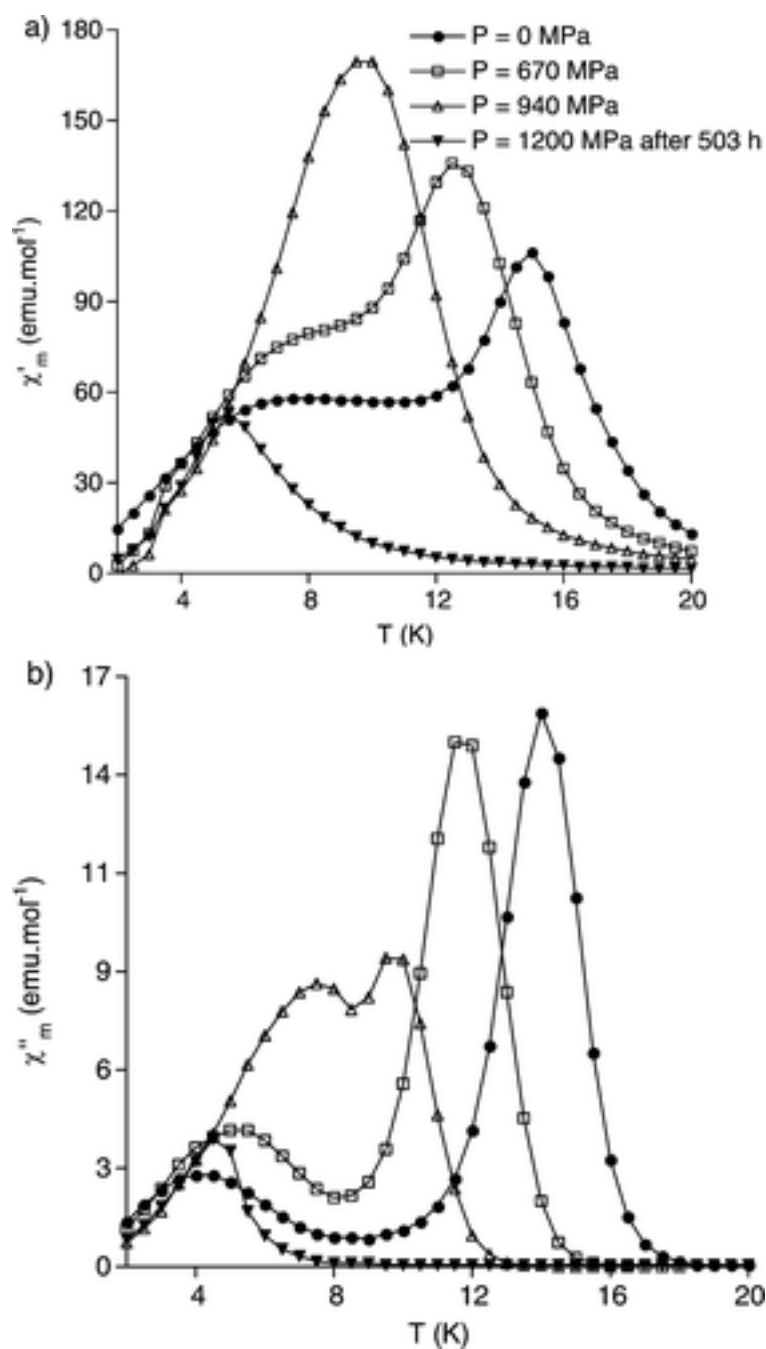 a)
180
150
120
90
60
30
0
χ'm (emu.mol-1)
P = 0 MPa
P = 670 MPa
P = 940 MPa
P = 1200 MPa after 503 h
4 8 12 16 20
T (K)
b)
17
14
11
9
6
3
0
χ"m (emu.mol-1)
4 8 12 16 20
T (K)